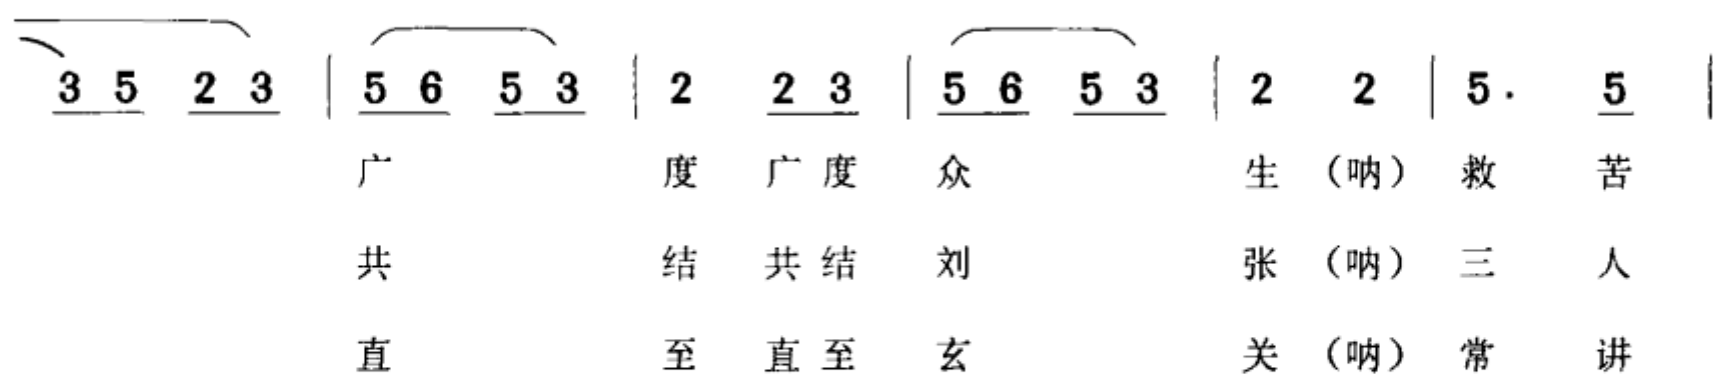 3 5 2 3 | 5 6 5 3 | 2 2 3 | 5 6 5 3 | 2 2 | 5. 5 |
广 度 广 度 众 生 （呐） 救 苦
共 结 共 结 刘 张 （呐） 三 人
直 至 直 至 玄 关 （呐） 常 讲